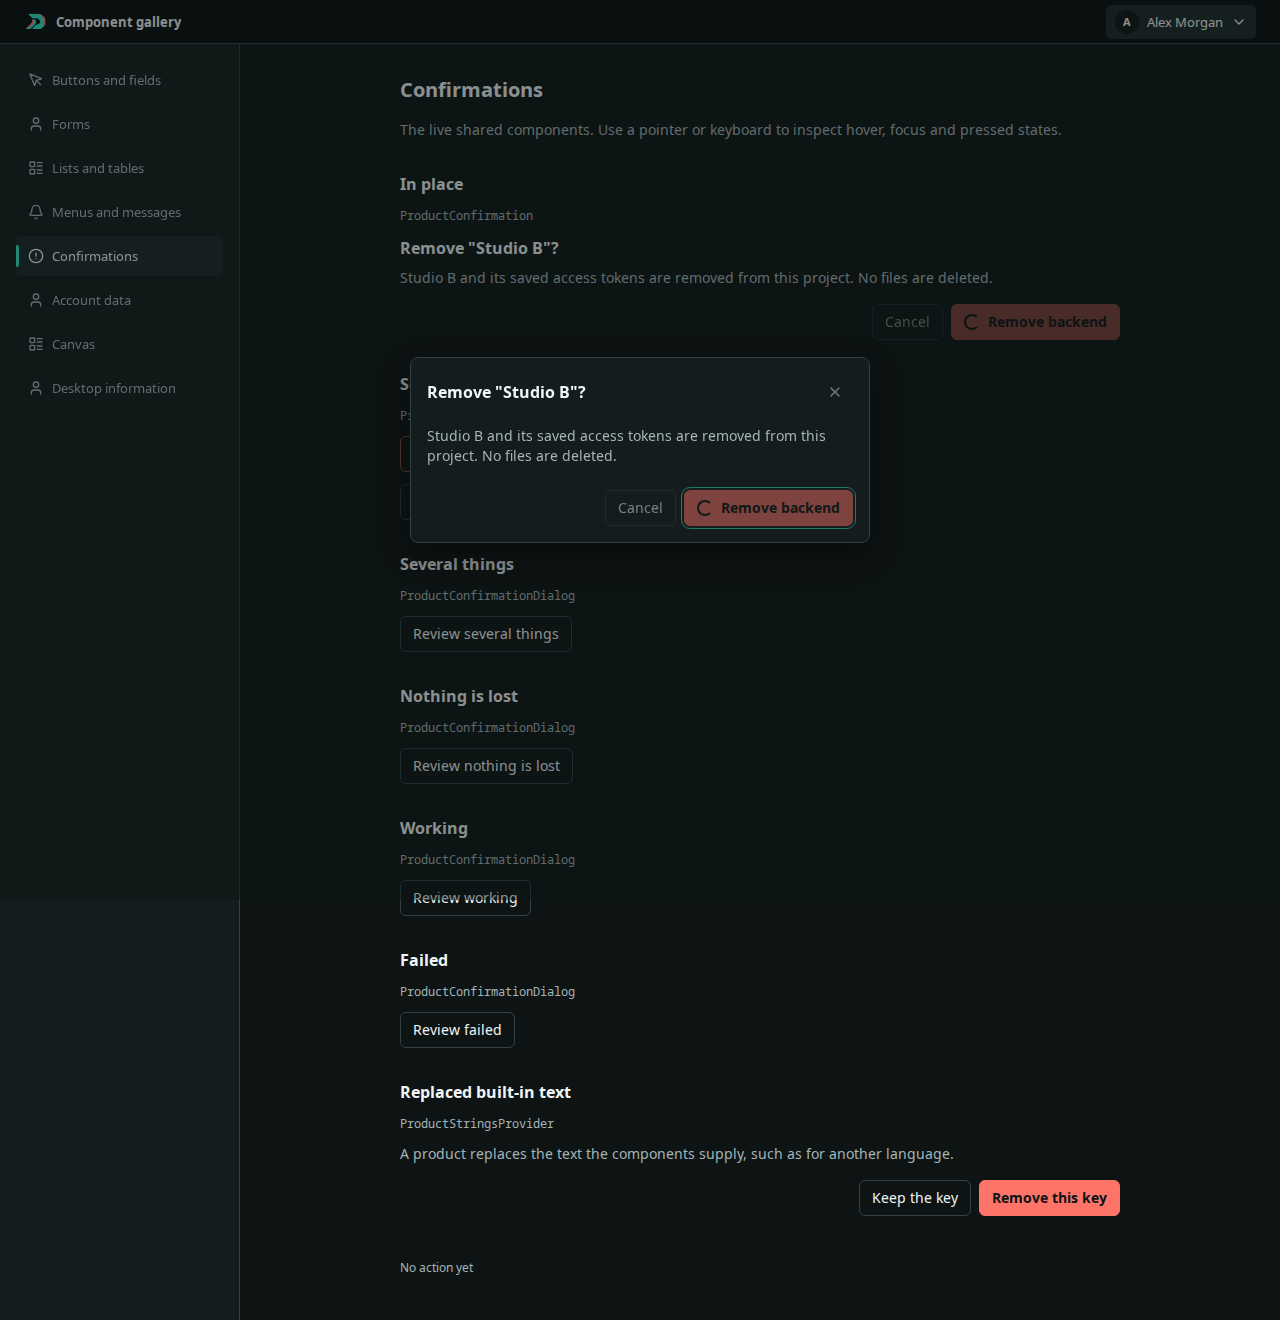 Component gallery
A
Alex Morgan
Buttons and fields
Forms
Lists and tables
Menus and messages
Confirmations
Account data
Canvas
Desktop information
Confirmations
The live shared components. Use a pointer or keyboard to inspect hover, focus and pressed states.
In place
ProductConfirmation
Remove "Studio B"?
Studio B and its saved access tokens are removed from this project. No files are deleted.
Cancel
Remove backend
Remove "Studio B"?
Studio B and its saved access tokens are removed from this
project. No files are deleted.
Cancel
Remove backend
Several things
ProductConfirmationDialog
Review several things
Nothing is lost
ProductConfirmationDialog
Review nothing is lost
Working
ProductConfirmationDialog
Review working
Failed
ProductConfirmationDialog
Review failed
Replaced built-in text
ProductStringsProvider
A product replaces the text the components supply, such as for another language.
Keep the key
Remove this key
No action yet